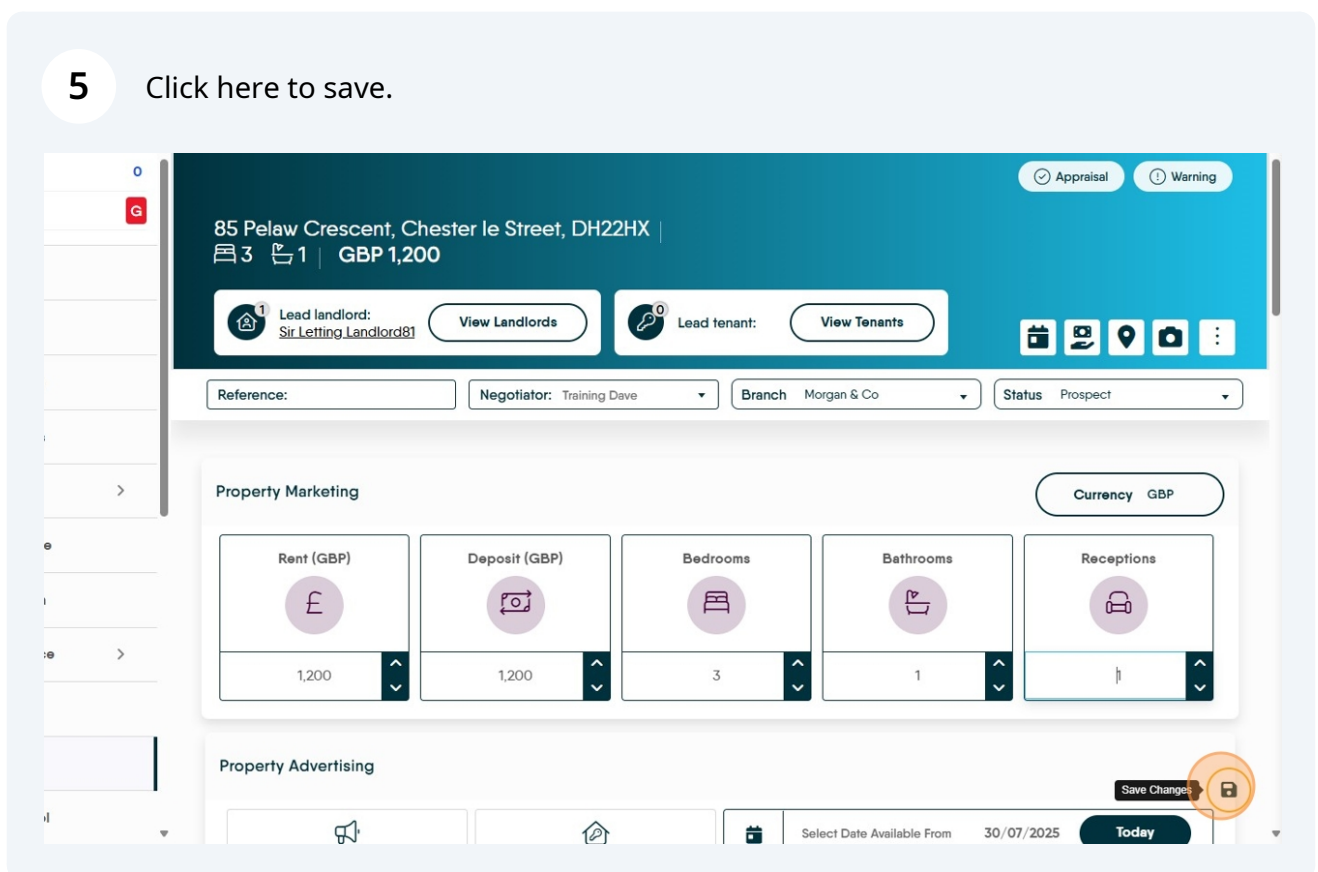 5 Click here to save.
0
G
Appraisal Warning
85 Pelaw Crescent, Chester le Street, DH22HX |
3 1 | GBP 1,200
1 Lead landlord:
Sir Letting Landlord81
View Landlords
0 Lead tenant:
View Tenants
Reference: Negotiator: Training Dave Branch Morgan & Co Status Prospect
Property Marketing
Currency GBP
Rent (GBP) Deposit (GBP) Bedrooms Bathrooms Receptions
£
1,200 1,200 3 1 1
Property Advertising
Save Changes
Select Date Available From 30/07/2025 Today